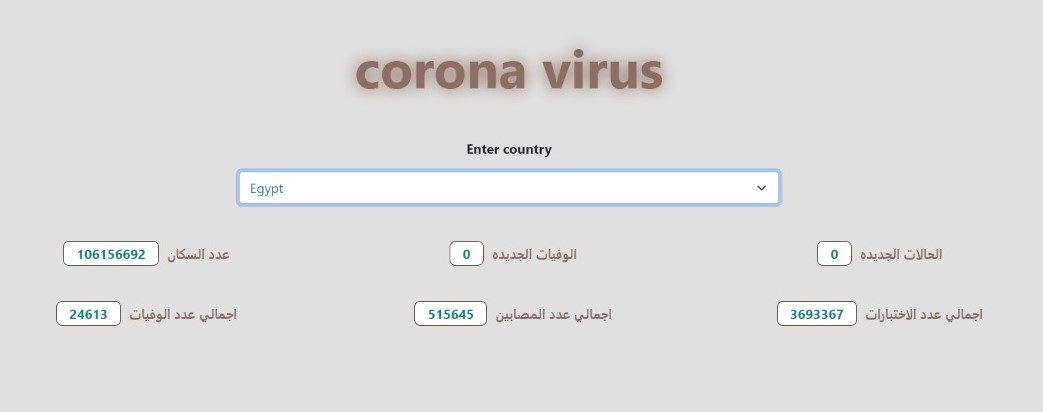 corona virus
Enter country
Egypt
الحالات الجديده 0
الوفيات الجديده 0
عدد السكان 106156692
اجمالي عدد الاختبارات 3693367
اجمالي عدد المصابين 515645
اجمالي عدد الوفيات 24613